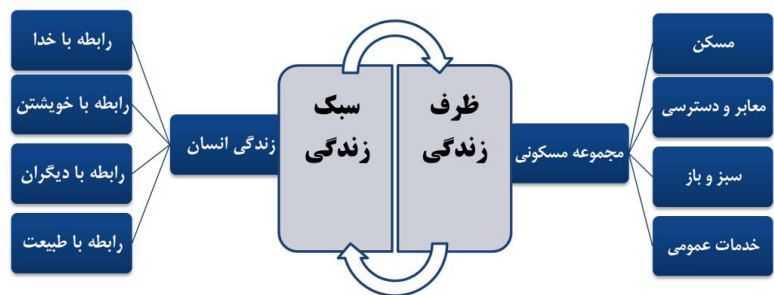 مسکن
معابر و دسترسی
سبز و باز
خدمات عمومی
مجموعه مسکونی
ظرف
زندگی
سبک
زندگی
زندگی انسان
رابطه با خدا
رابطه با خویشتن
رابطه با دیگران
رابطه با طبیعت